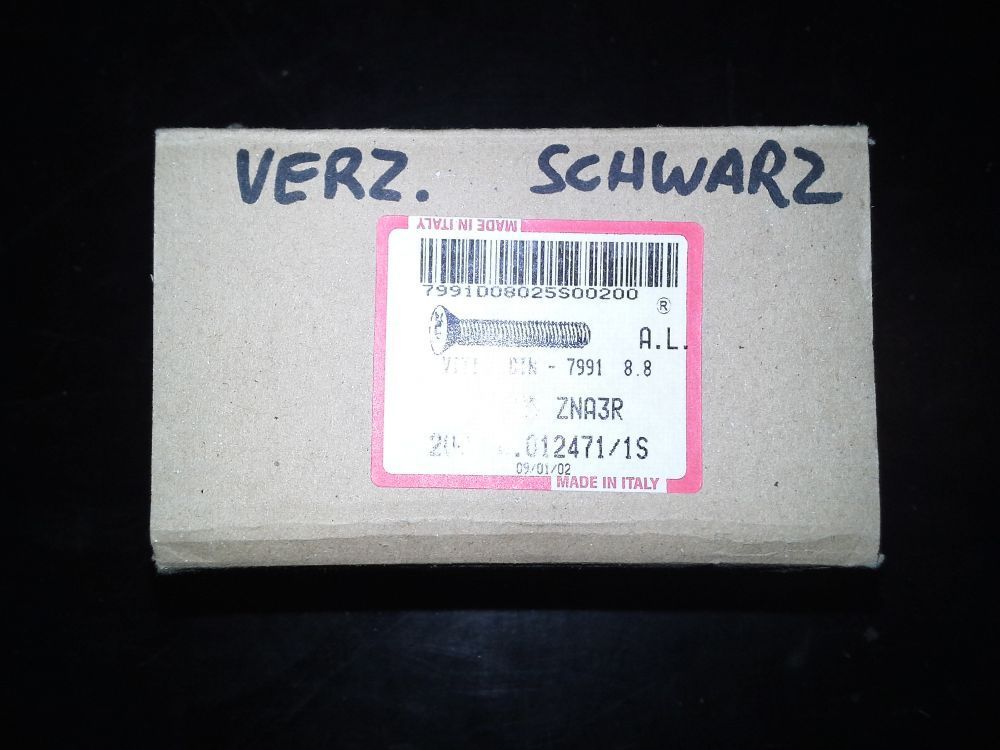 VERZ. SCHWARZ
MADE IN ITALY
7991D08025S00200
®
A.L.
DIN - 7991 8.8
ZNA3R
.012471/1S
09/01/02
MADE IN ITALY